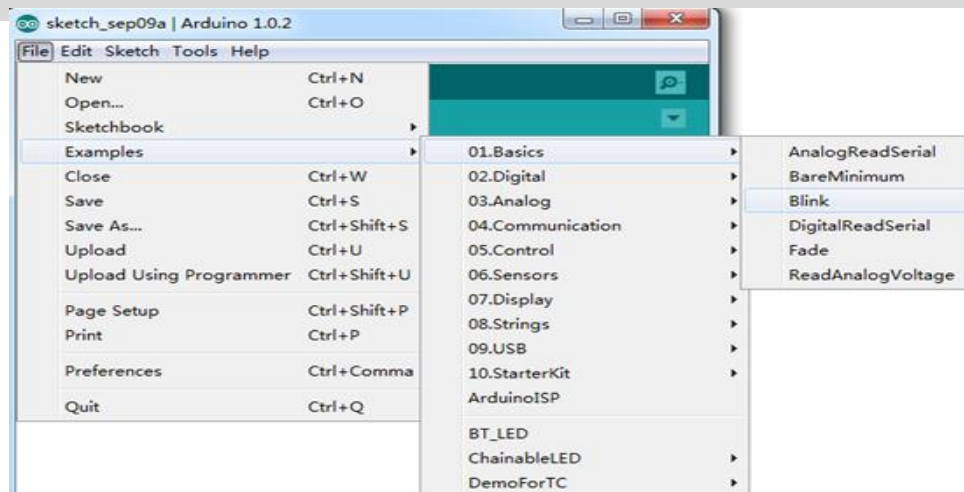 sketch_sep09a | Arduino 1.0.2
File Edit Sketch Tools Help
New Ctrl+N
Open... Ctrl+O
Sketchbook
Examples
Close Ctrl+W
Save Ctrl+S
Save As... Ctrl+Shift+S
Upload Ctrl+U
Upload Using Programmer Ctrl+Shift+U
Page Setup Ctrl+Shift+P
Print Ctrl+P
Preferences Ctrl+Comma
Quit Ctrl+Q
01.Basics
02.Digital
03.Analog
04.Communication
05.Control
06.Sensors
07.Display
08.Strings
09.USB
10.StarterKit
ArduinoISP
BT_LED
ChainableLED
DemoForTC
AnalogReadSerial
BareMinimum
Blink
DigitalReadSerial
Fade
ReadAnalogVoltage